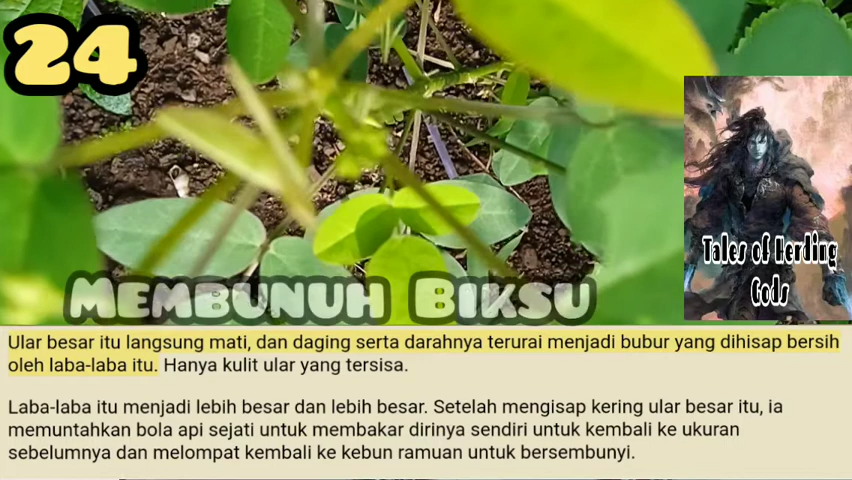 24
Tales of Herding
Gods
MEMBUNUH BIKSU
Ular besar itu langsung mati, dan daging serta darahnya terurai menjadi bubur yang dihisap bersih
oleh laba-laba itu. Hanya kulit ular yang tersisa.
Laba-laba itu menjadi lebih besar dan lebih besar. Setelah mengisap kering ular besar itu, ia
memuntahkan bola api sejati untuk membakar dirinya sendiri untuk kembali ke ukuran
sebelumnya dan melompat kembali ke kebun ramuan untuk bersembunyi.